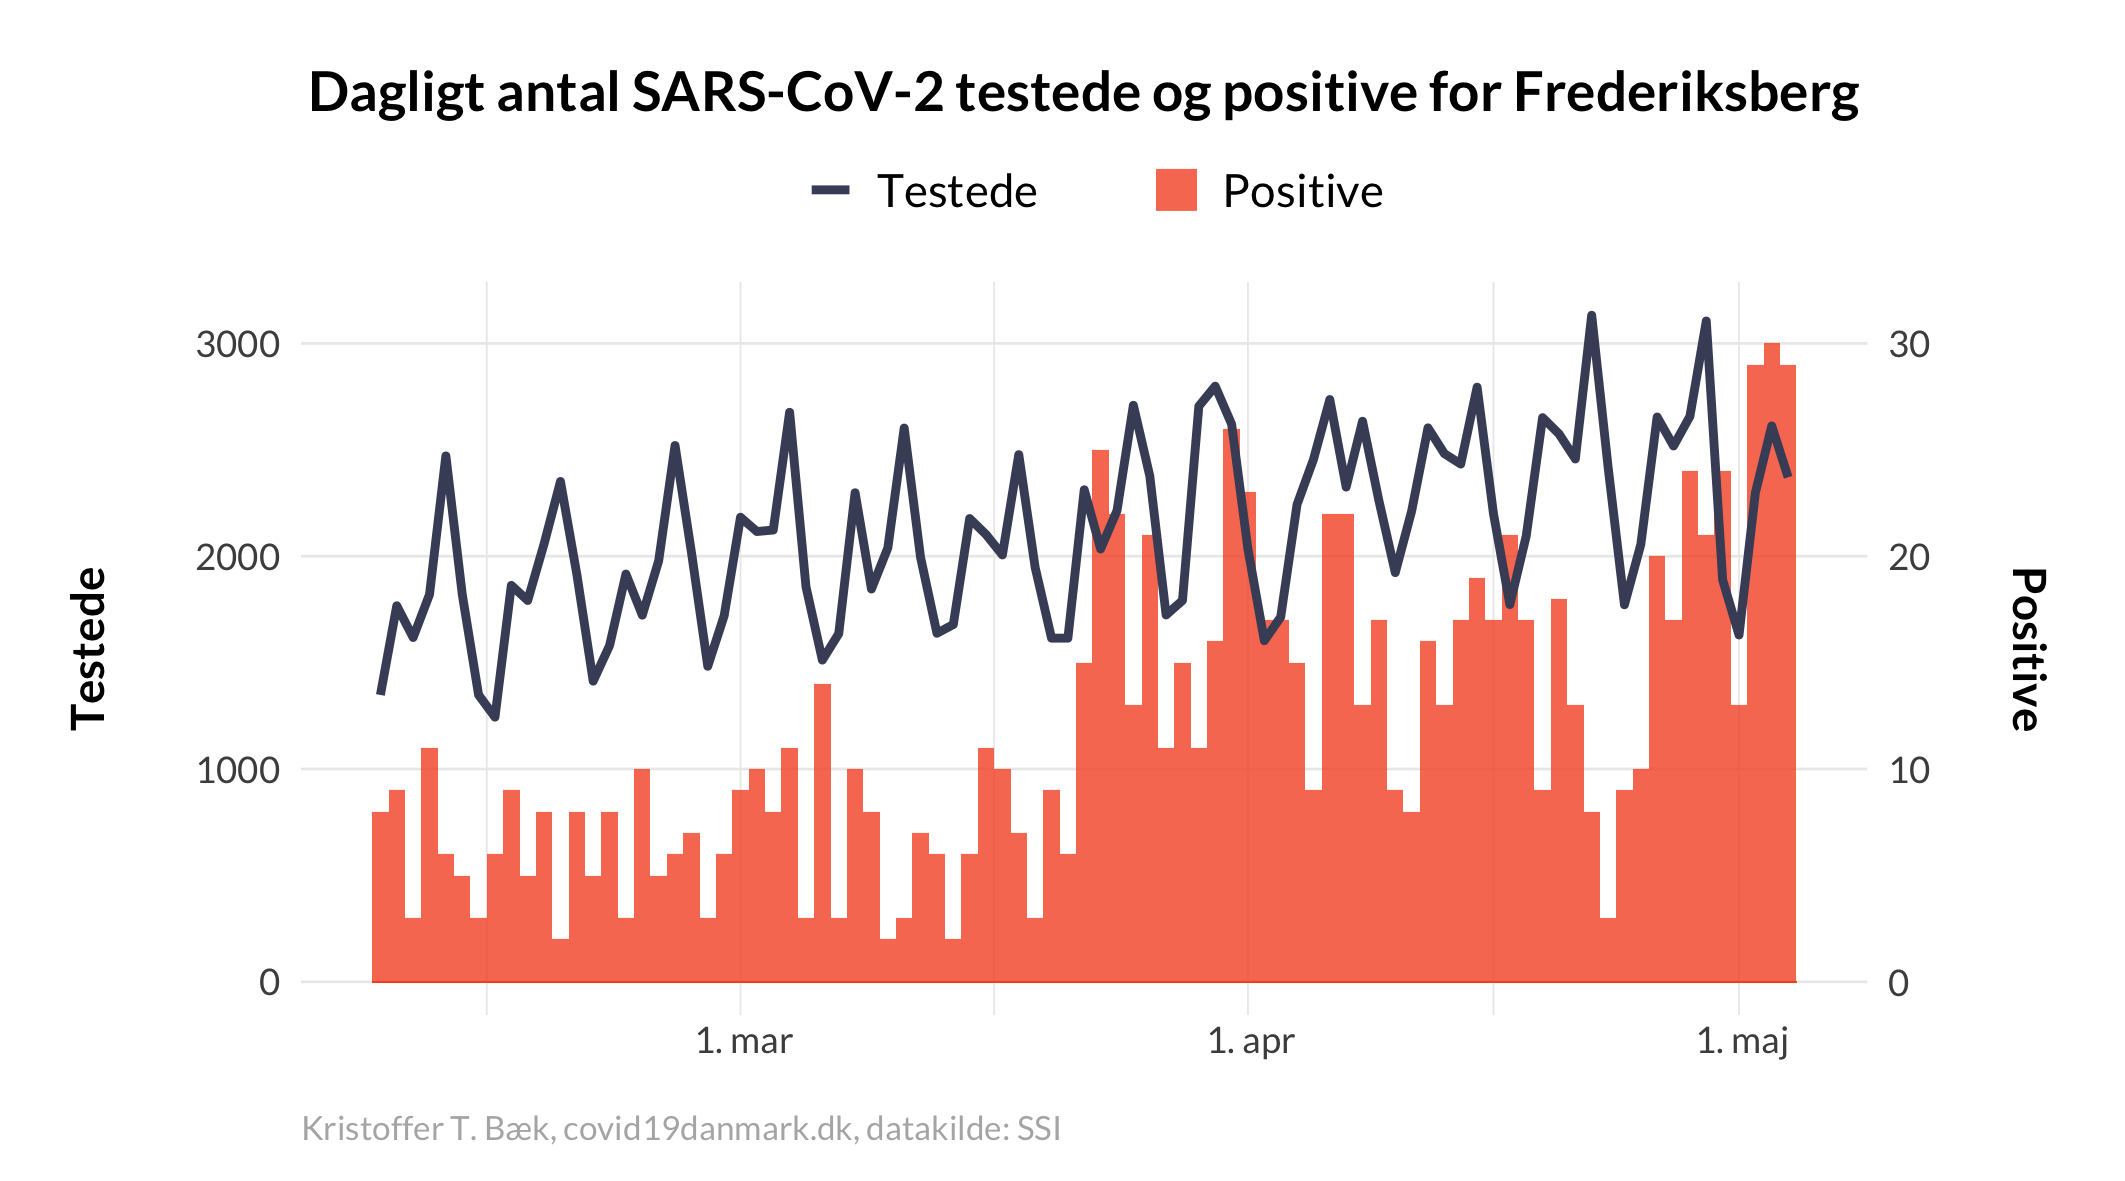 Dagligt antal SARS-CoV-2 testede og positive for Frederiksberg
Testede
Positive
3000
2000
1000
0
30
20
10
0
Testede
Positive
1. mar
1. apr
1. maj
Kristoffer T. Bæk, covid19danmark.dk, datakilde: SSI